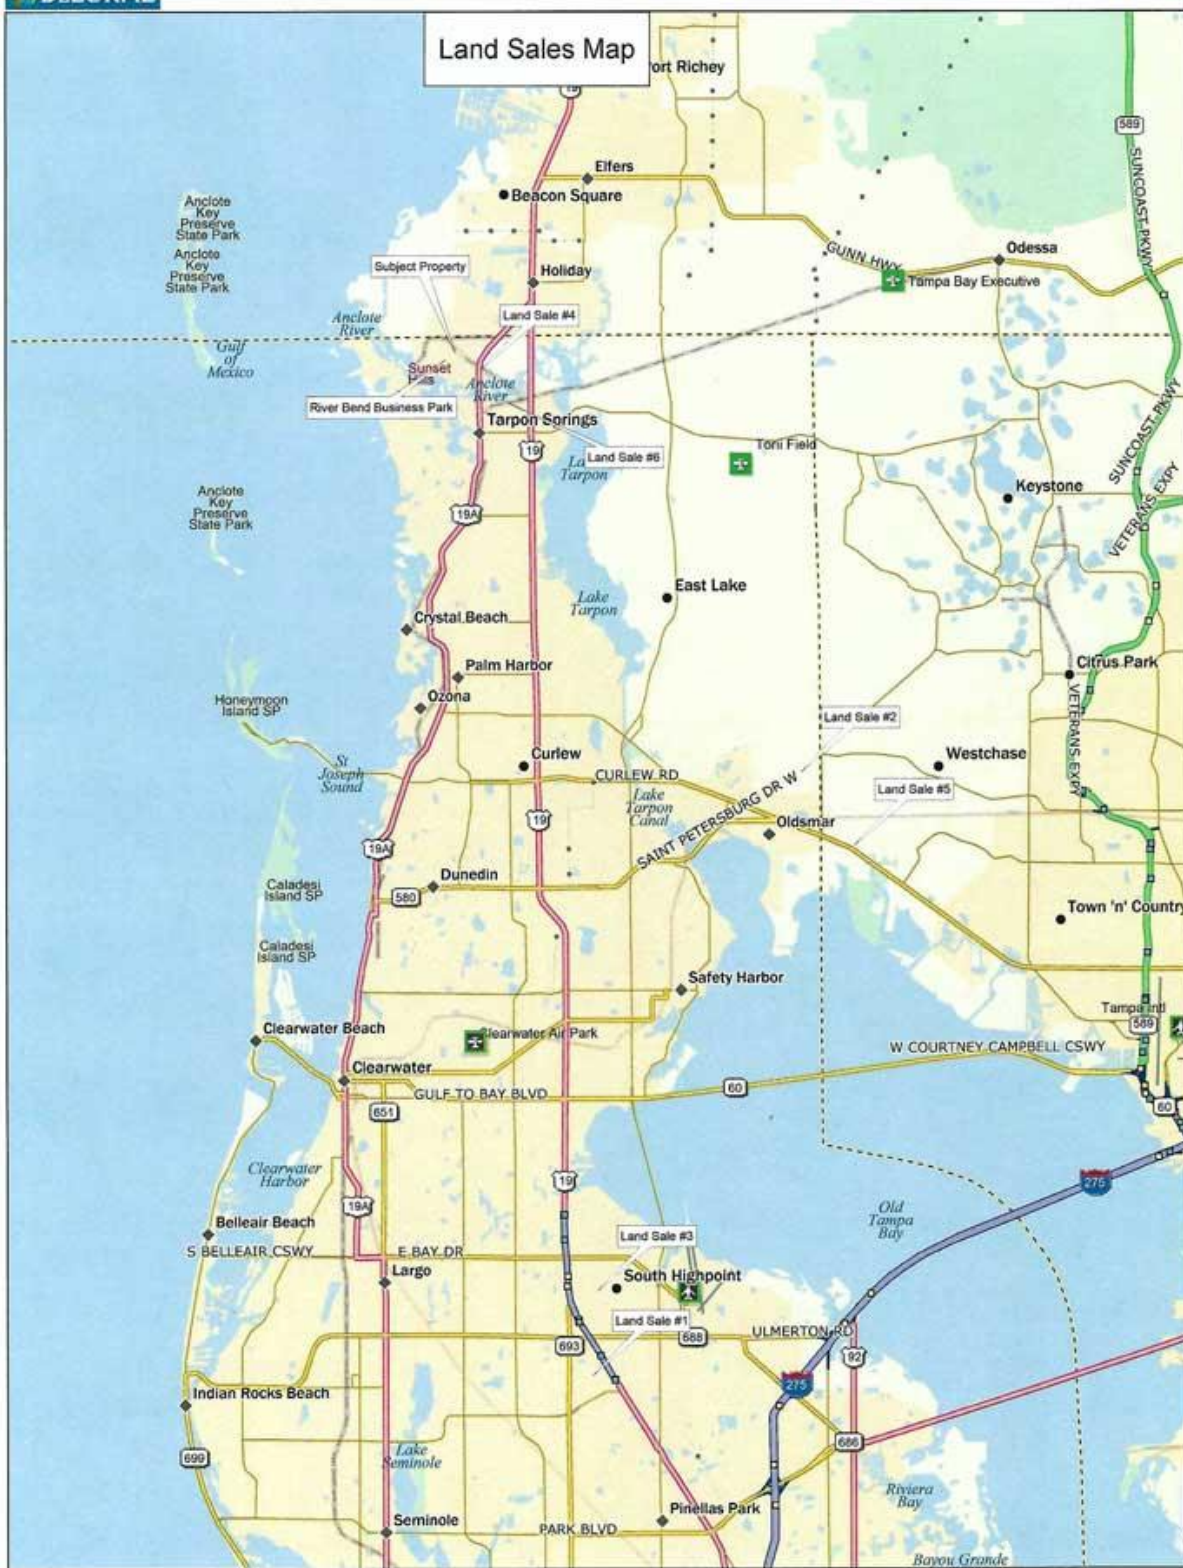 Land Sales Map
ort Richey
19
589
SUNCOAST PKWY
Elfers
Beacon Square
Anclote
Key
Preserve
State Park
Anclote
Key
Preserve
State Park
Subject Property
Holiday
GUNN HWY
Odessa
Tampa Bay Executive
Anclote
River
Land Sale #4
Gulf
of
Mexico
Sunset
Hills
Anclote
River
River Bend Business Park
Tarpon Springs
19
Land Sale #6
Lake
Tarpon
Torii Field
SUNCOAST PKWY
Keystone
VETERANS EXPY
Anclote
Key
Preserve
State Park
19A
East Lake
Lake
Tarpon
Crystal Beach
Palm Harbor
Citrus Park
Honeymoon
Island SP
Ozona
Land Sale #2
VETERANS EXPY
St
Joseph
Sound
Curlew
Westchase
CURLEW RD
Land Sale #5
Lake
Tarpon
Canal
SAINT PETERSBURG DR W
19
Oldsmar
19A
Dunedin
580
Caladesi
Island SP
Town 'n' Country
Caladesi
Island SP
Safety Harbor
Tampa Intl
589
Clearwater Beach
Clearwater Air Park
W COURTNEY CAMPBELL CSWY
Clearwater
GULF TO BAY BLVD
60
60
651
Clearwater
Harbor
19
275
19A
Old
Tampa
Bay
Belleair Beach
S BELLEAIR CSWY
E BAY DR
Land Sale #3
Largo
South Highpoint
Land Sale #1
693
688
ULMERTON RD
92
275
Indian Rocks Beach
686
699
Lake
Seminole
Riviera
Bay
Pinellas Park
Seminole
PARK BLVD
Bayou Grande